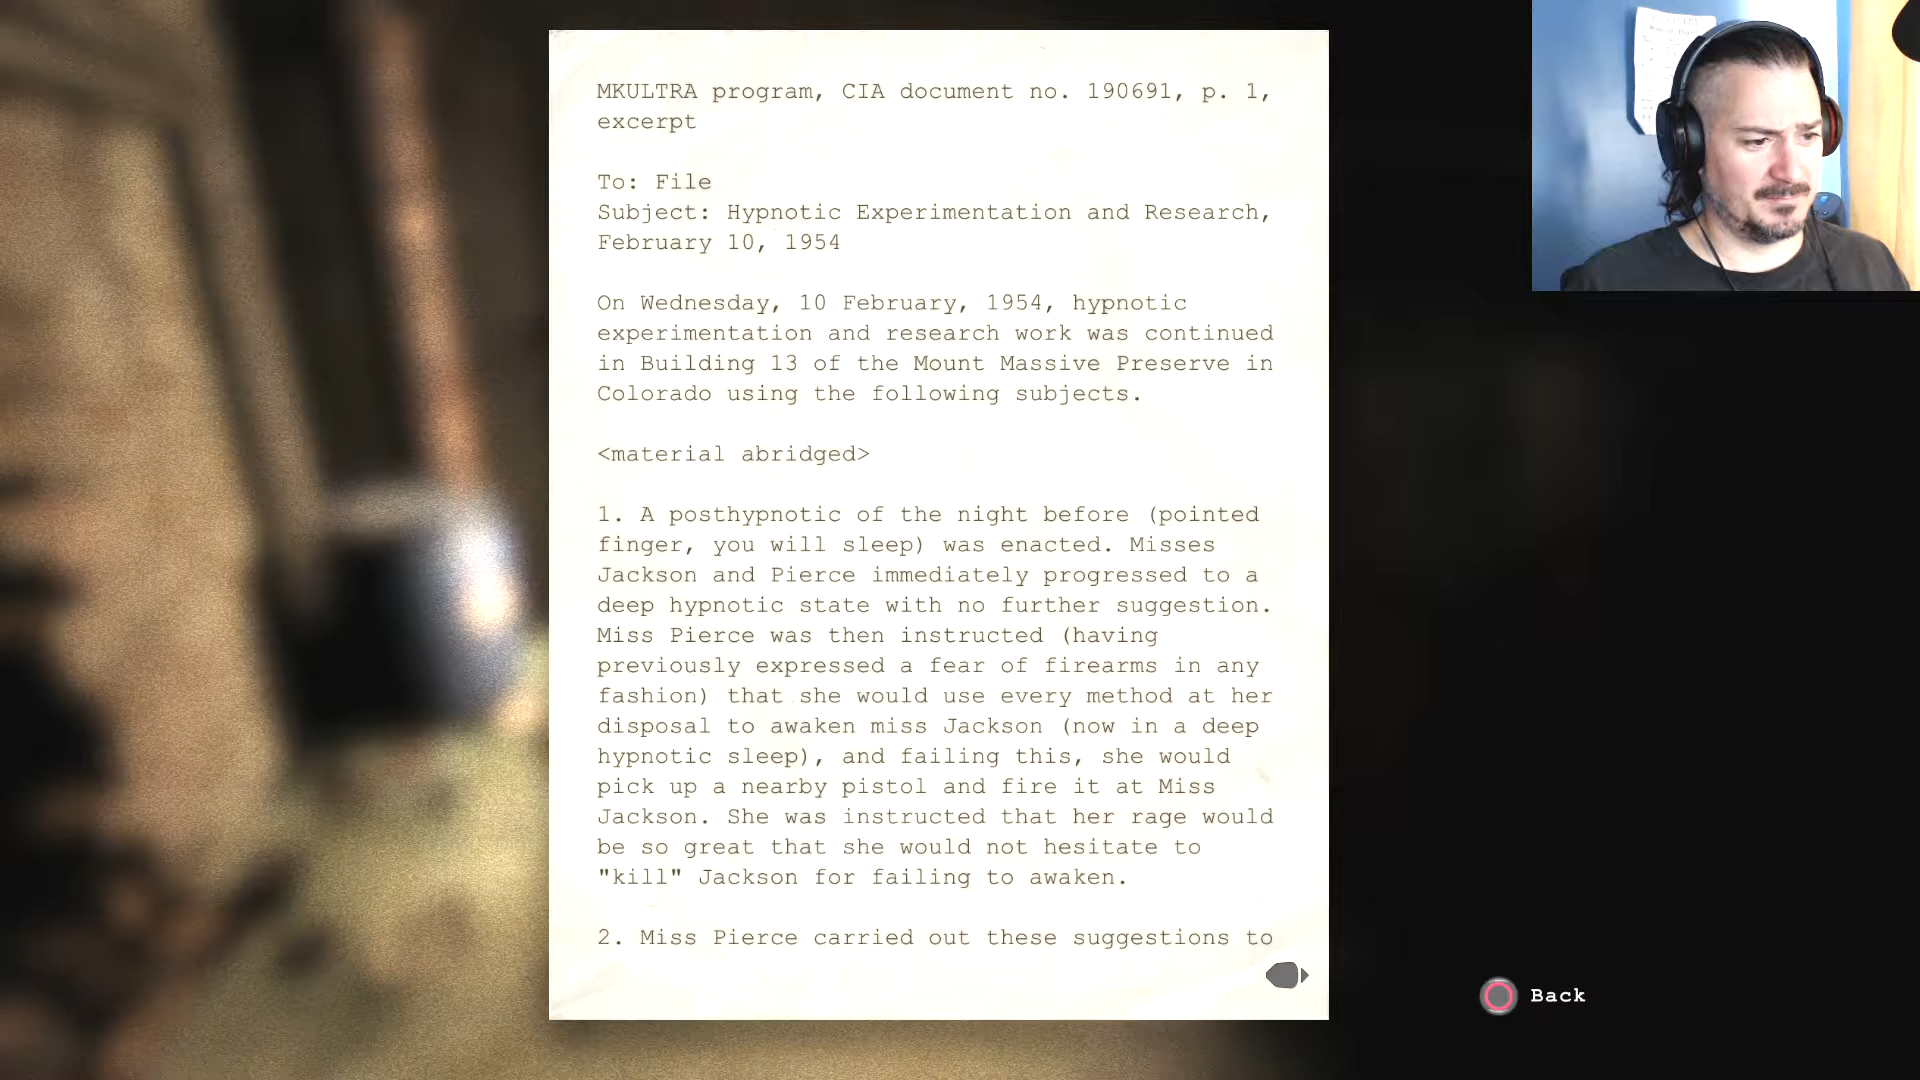 MKULTRA program, CIA document no. 190691, p. 1,
excerpt
To: File
Subject: Hypnotic Experimentation and Research,
February 10, 1954
On Wednesday, 10 February, 1954, hypnotic
experimentation and research work was continued
in Building 13 of the Mount Massive Preserve in
Colorado using the following subjects.
<material abridged>
1. A posthypnotic of the night before (pointed
finger, you will sleep) was enacted. Misses
Jackson and Pierce immediately progressed to a
deep hypnotic state with no further suggestion.
Miss Pierce was then instructed (having
previously expressed a fear of firearms in any
fashion) that she would use every method at her
disposal to awaken miss Jackson (now in a deep
hypnotic sleep), and failing this, she would
pick up a nearby pistol and fire it at Miss
Jackson. She was instructed that her rage would
be so great that she would not hesitate to
"kill" Jackson for failing to awaken.
2. Miss Pierce carried out these suggestions to
Back